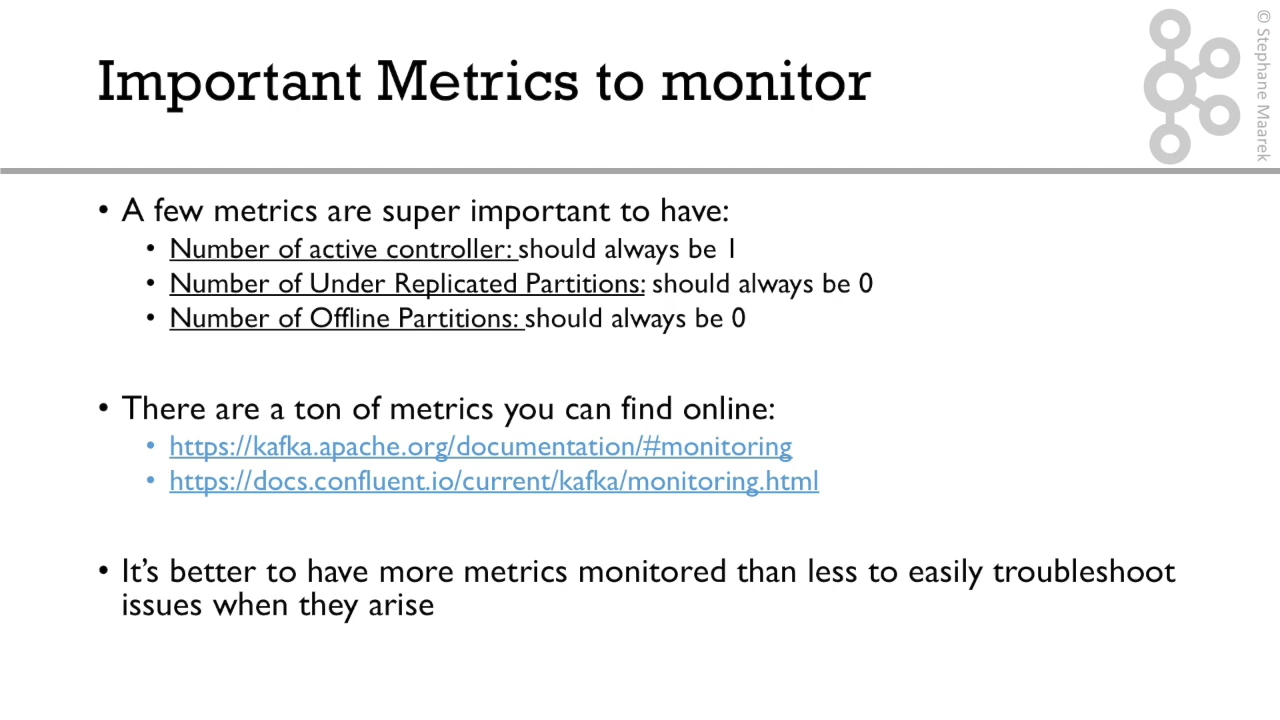 Important Metrics to monitor
© Stephane Maarek
• A few metrics are super important to have:
• Number of active controller: should always be 1
• Number of Under Replicated Partitions: should always be 0
• Number of Offline Partitions: should always be 0
• There are a ton of metrics you can find online:
• https://kafka.apache.org/documentation/#monitoring
• https://docs.confluent.io/current/kafka/monitoring.html
• It’s better to have more metrics monitored than less to easily troubleshoot
issues when they arise